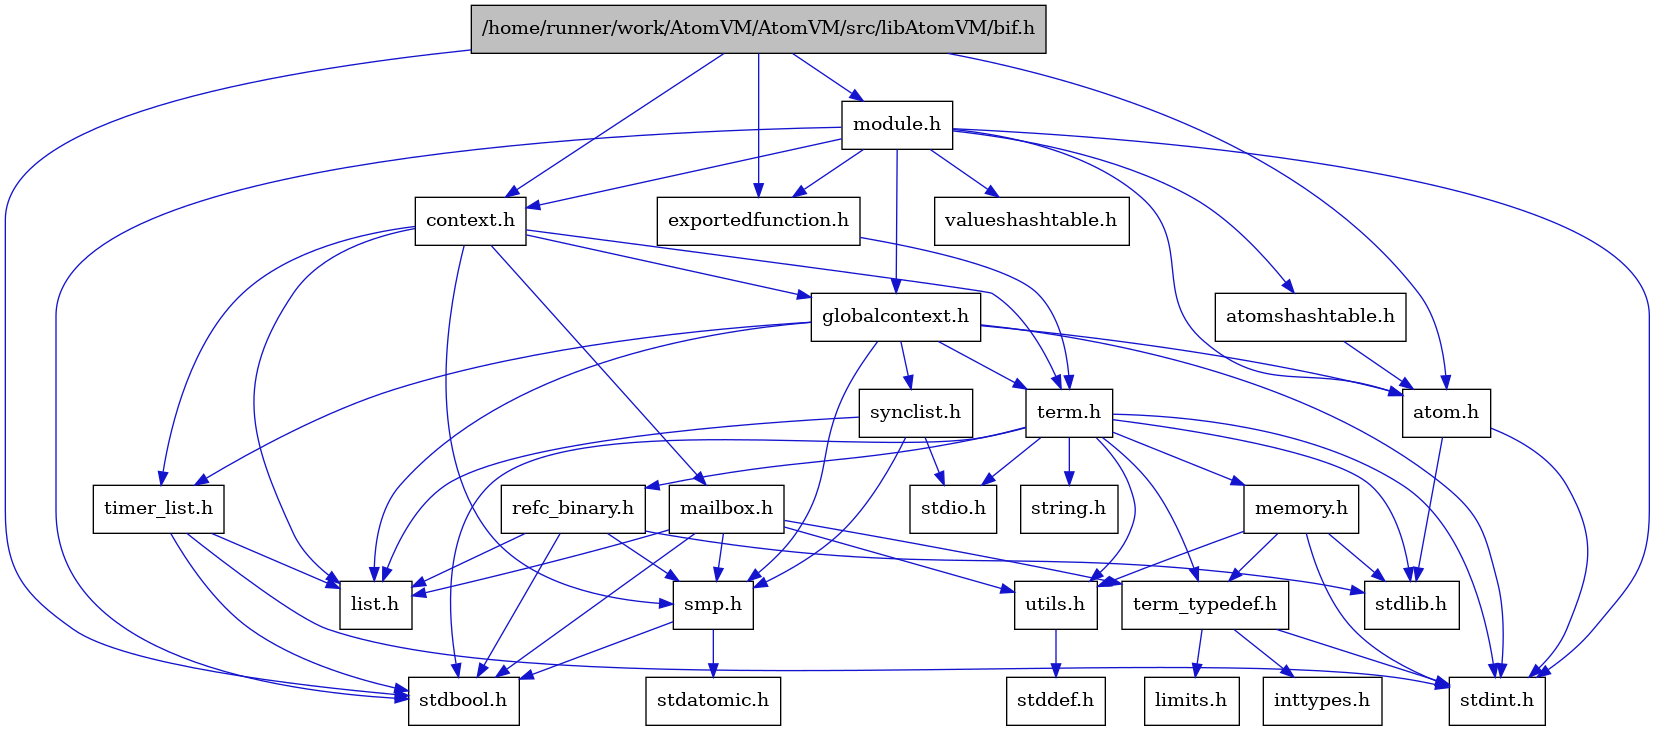 /home/runner/work/AtomVM/AtomVM/src/libAtomVM/bif.h
module.h
context.h
exportedfunction.h
valueshashtable.h
globalcontext.h
atomshashtable.h
synclist.h
term.h
atom.h
timer_list.h
refc_binary.h
mailbox.h
stdio.h
string.h
memory.h
list.h
smp.h
utils.h
term_typedef.h
stdlib.h
stdbool.h
stdatomic.h
stddef.h
limits.h
inttypes.h
stdint.h